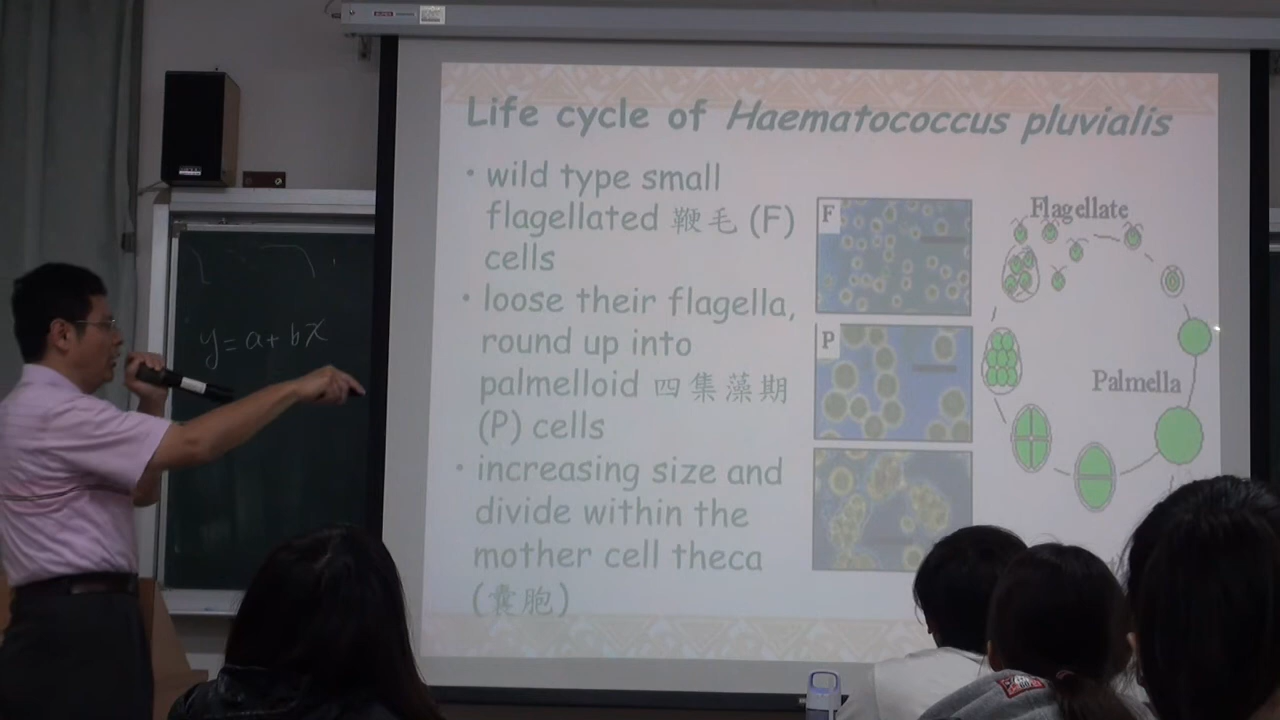 Life cycle of Haematococcus pluvialis
• wild type small
flagellated 鞭毛 (F)
cells
• loose their flagella,
round up into
palmelloid 四集藻期
(P) cells
• increasing size and
divide within the
mother cell theca
(囊胞)
F
P
Flagellate
Palmella
y=a+bx